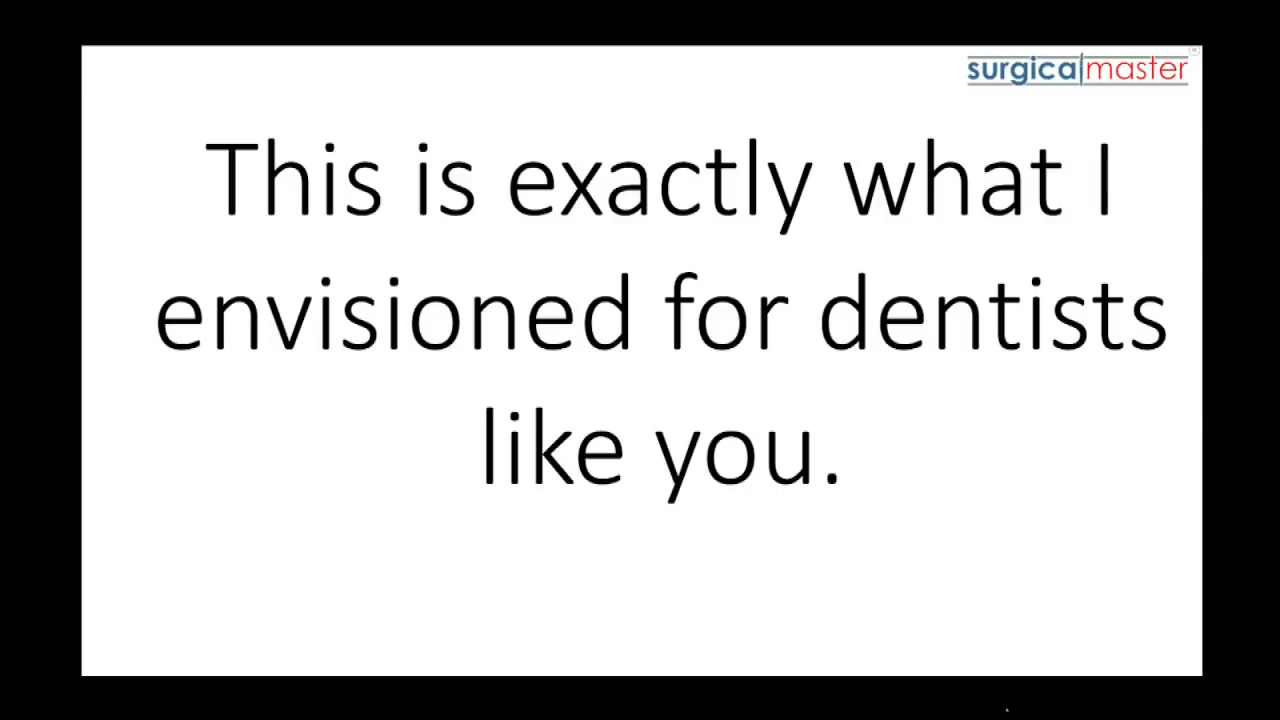 surgicalmaster
This is exactly what I
envisioned for dentists
like you.